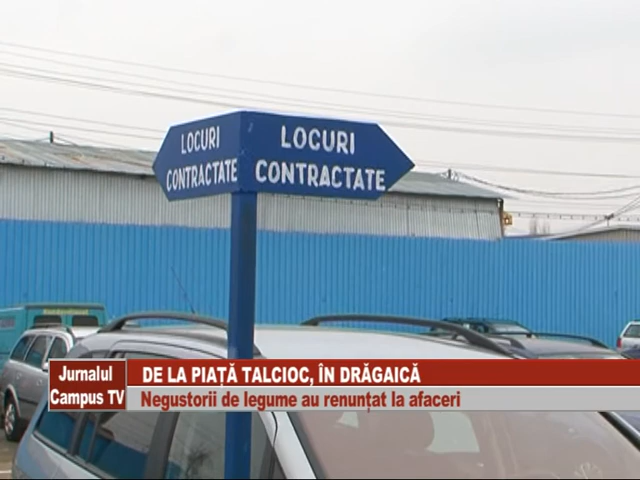 LOCURI
CONTRACTATE
LOCURI
CONTRACTATE
Jurnalul
Campus TV
DE LA PIAȚĂ TALCIOC, ÎN DRĂGAICĂ
Negustorii de legume au renunțat la afaceri